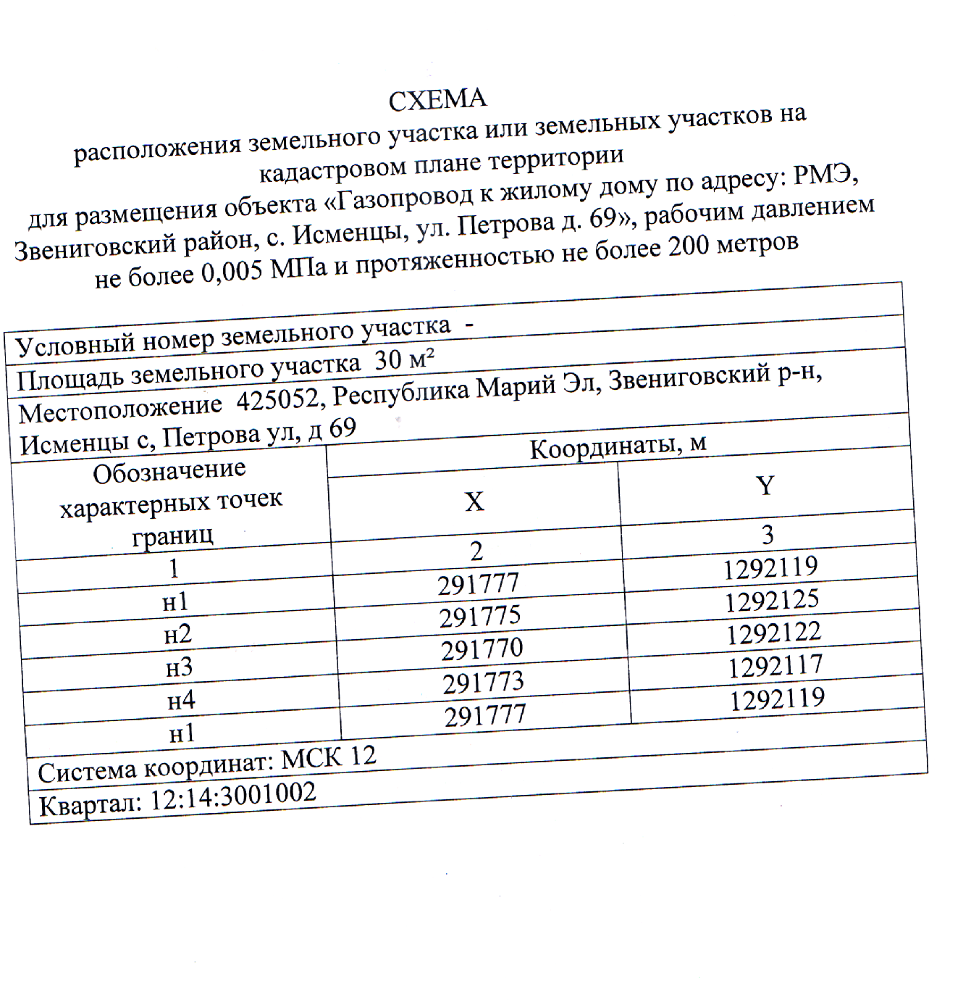 СХЕМА
расположения земельного участка или земельных участков на
кадастровом плане территории
для размещения объекта «Газопровод к жилому дому по адресу: РМЭ,
Звениговский район, с. Исменцы, ул. Петрова д. 69», рабочим давлением
не более 0,005 МПа и протяженностью не более 200 метров
Условный номер земельного участка -
Площадь земельного участка 30 м²
Местоположение 425052, Республика Марий Эл, Звениговский р-н,
Исменцы с, Петрова ул, д 69
Обозначение
характерных точек
границ
Координаты, м
X
Y
1
2
3
н1
291777
1292119
н2
291775
1292125
н3
291770
1292122
н4
291773
1292117
н1
291777
1292119
Система координат: МСК 12
Квартал: 12:14:3001002